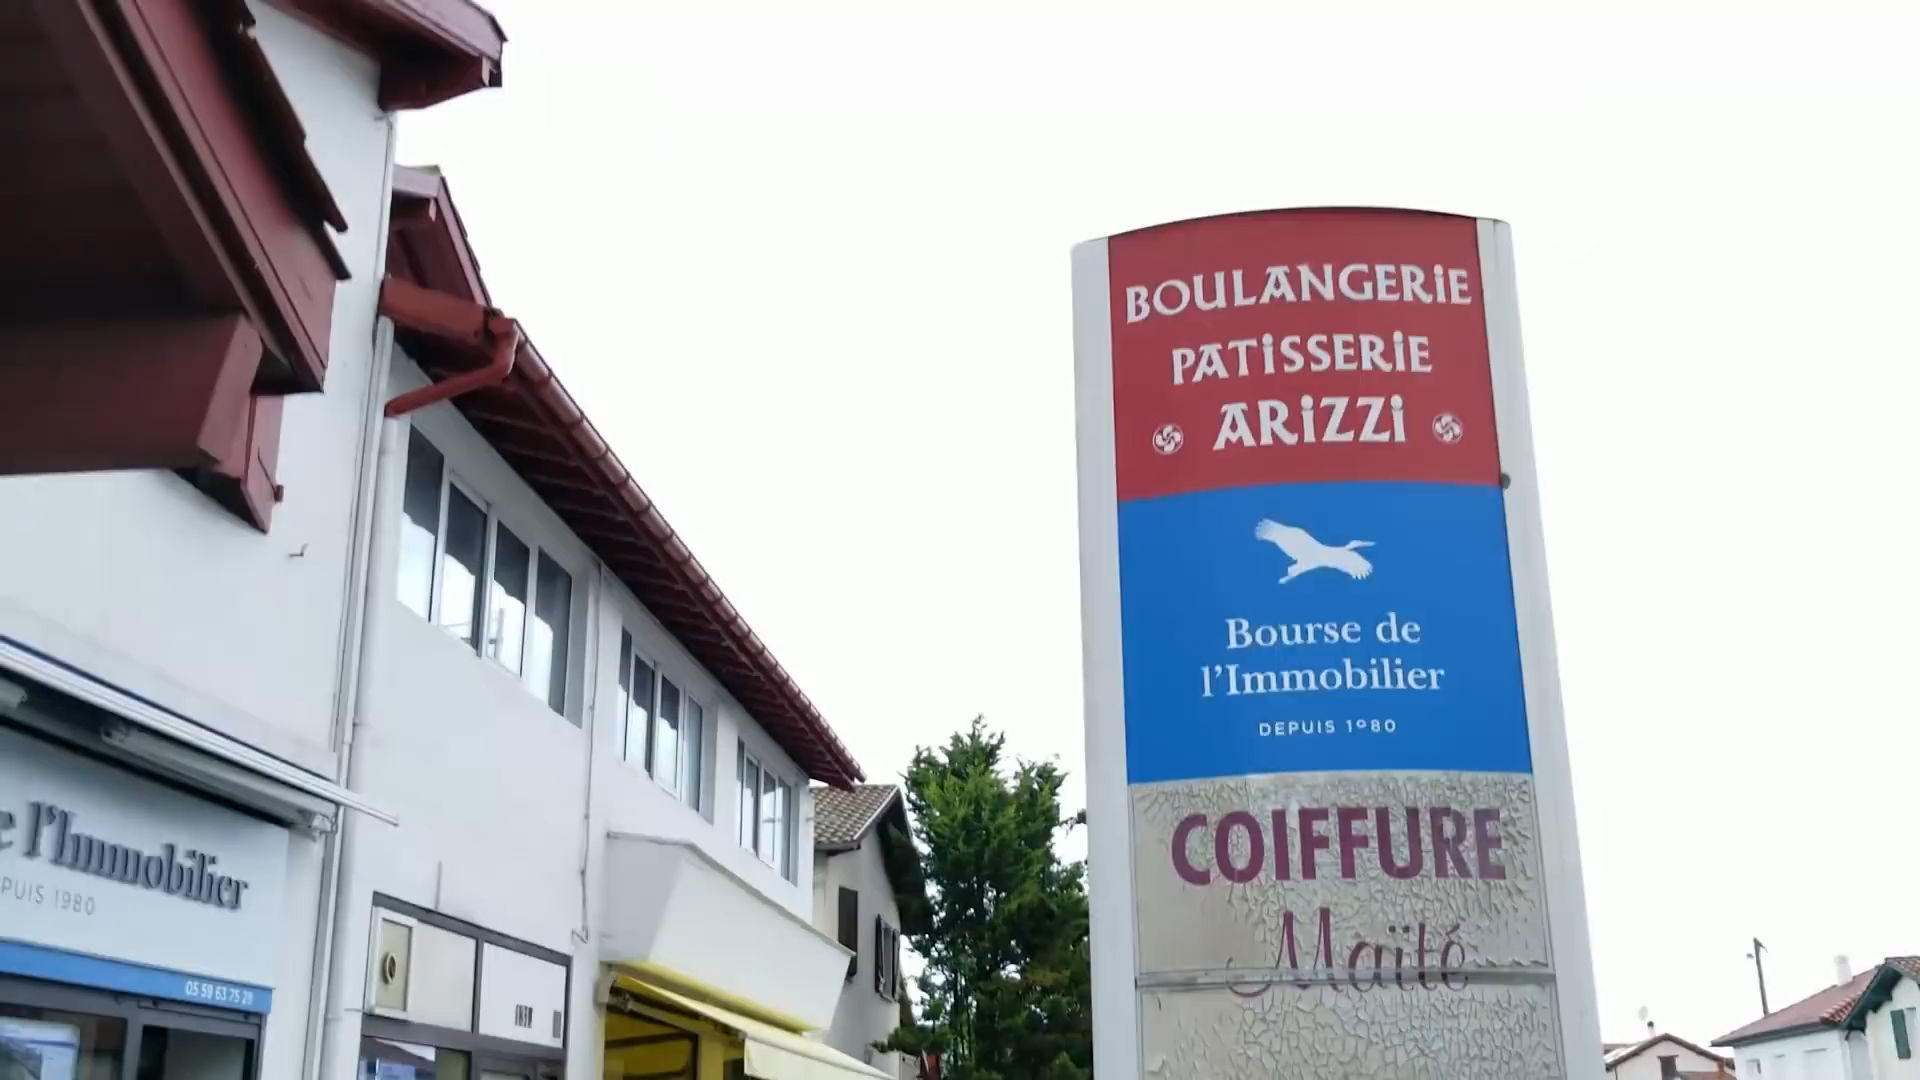 BOULANGERiE
PATiSSERiE
ARiZZi
Bourse de
l'Immobilier
DEPUIS 1980
COIFFURE
Maïté
e l'Immobilier
PUIS 1980
05 59 63 75 29